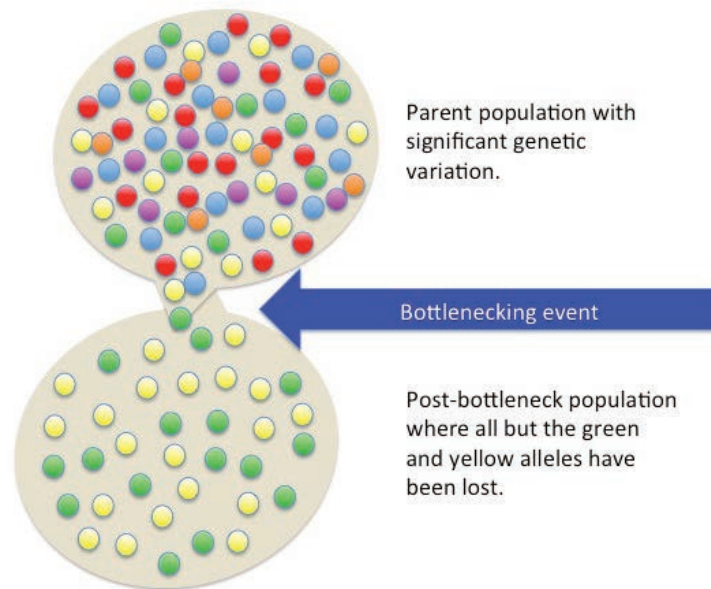 Parent population with
significant genetic
variation.
Bottlenecking event
Post-bottleneck population
where all but the green
and yellow alleles have
been lost.